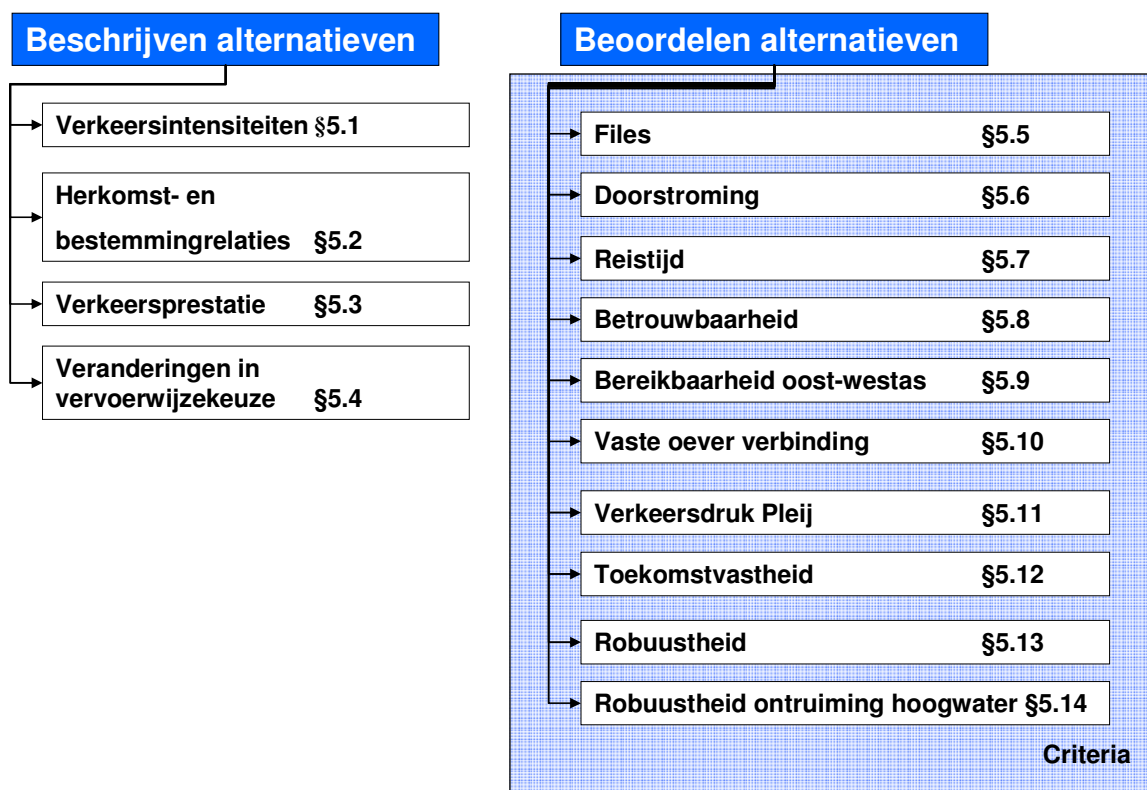 Beschrijven alternatieven
Verkeersintensiteiten §5.1
Herkomst- en
bestemmingrelaties §5.2
Verkeersprestatie §5.3
Veranderingen in
vervoerwijzekeuze §5.4
Beoordelen alternatieven
Files §5.5
Doorstroming §5.6
Reistijd §5.7
Betrouwbaarheid §5.8
Bereikbaarheid oost-westas §5.9
Vaste oever verbinding §5.10
Verkeersdruk Pleij §5.11
Toekomstvastheid §5.12
Robuustheid §5.13
Robuustheid ontruiming hoogwater §5.14
Criteria